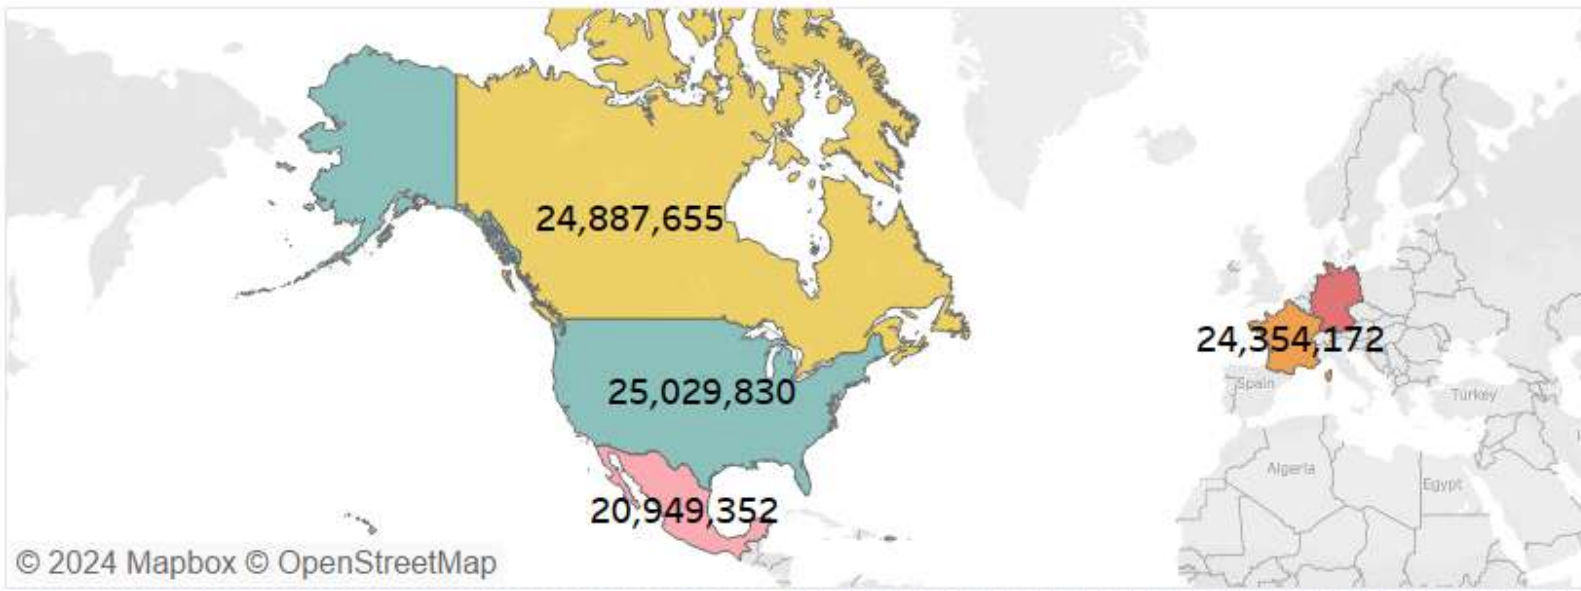 24,887,655
24,354,172
Spain
Turkey
25,029,830
Algeria
Egypt
20,949,352
© 2024 Mapbox © OpenStreetMap